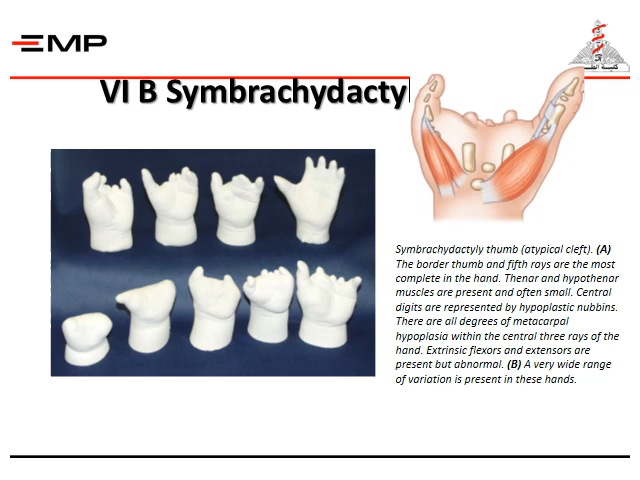 EMP
VI B Symbrachydactyl
Symbrachydactyly thumb (atypical cleft). (A)
The border thumb and fifth rays are the most
complete in the hand. Thenar and hypothenar
muscles are present and often small. Central
digits are represented by hypoplastic nubbins.
There are all degrees of metacarpal
hypoplasia within the central three rays of the
hand. Extrinsic flexors and extensors are
present but abnormal. (B) A very wide range
of variation is present in these hands.